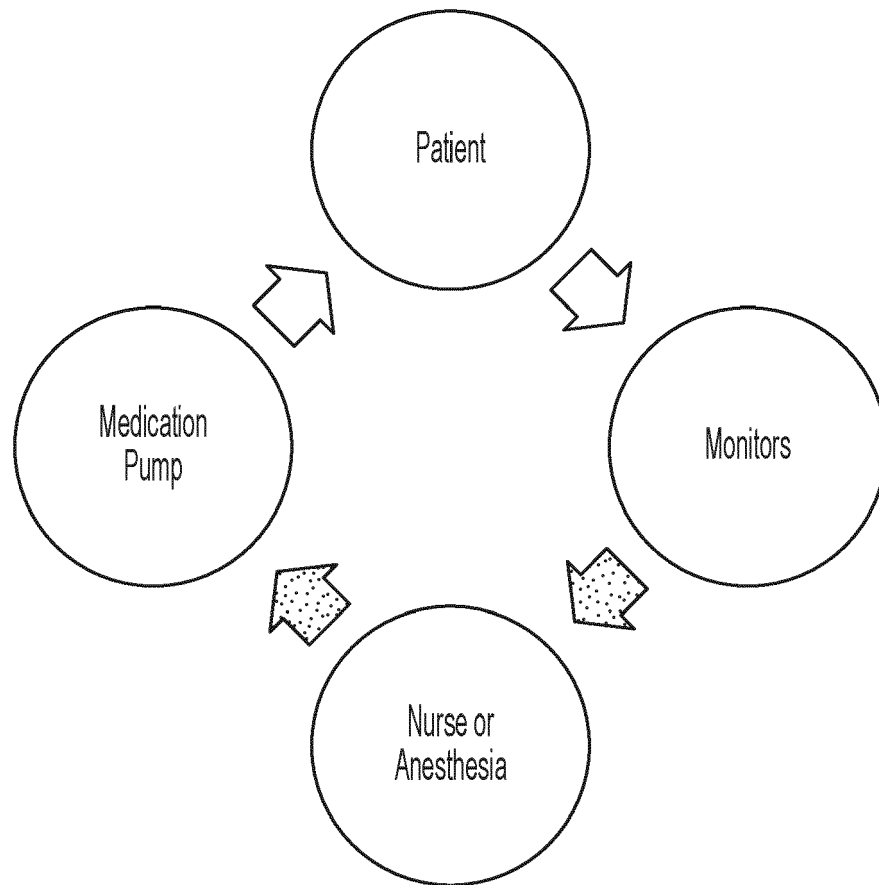 Patient
Medication
Pump
Monitors
Nurse or
Anesthesia